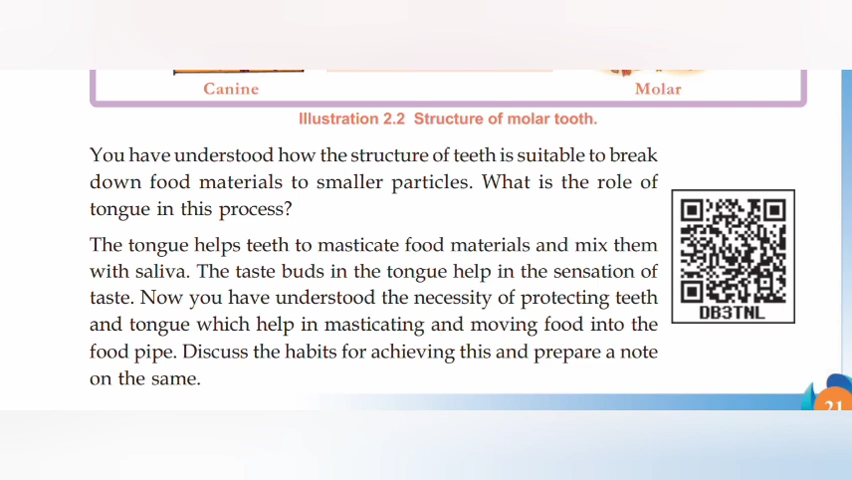 Canine
Molar
Illustration 2.2 Structure of molar tooth.
You have understood how the structure of teeth is suitable to break
down food materials to smaller particles. What is the role of
tongue in this process?
The tongue helps teeth to masticate food materials and mix them
with saliva. The taste buds in the tongue help in the sensation of
taste. Now you have understood the necessity of protecting teeth
and tongue which help in masticating and moving food into the
food pipe. Discuss the habits for achieving this and prepare a note
on the same.
DB3TNL
21